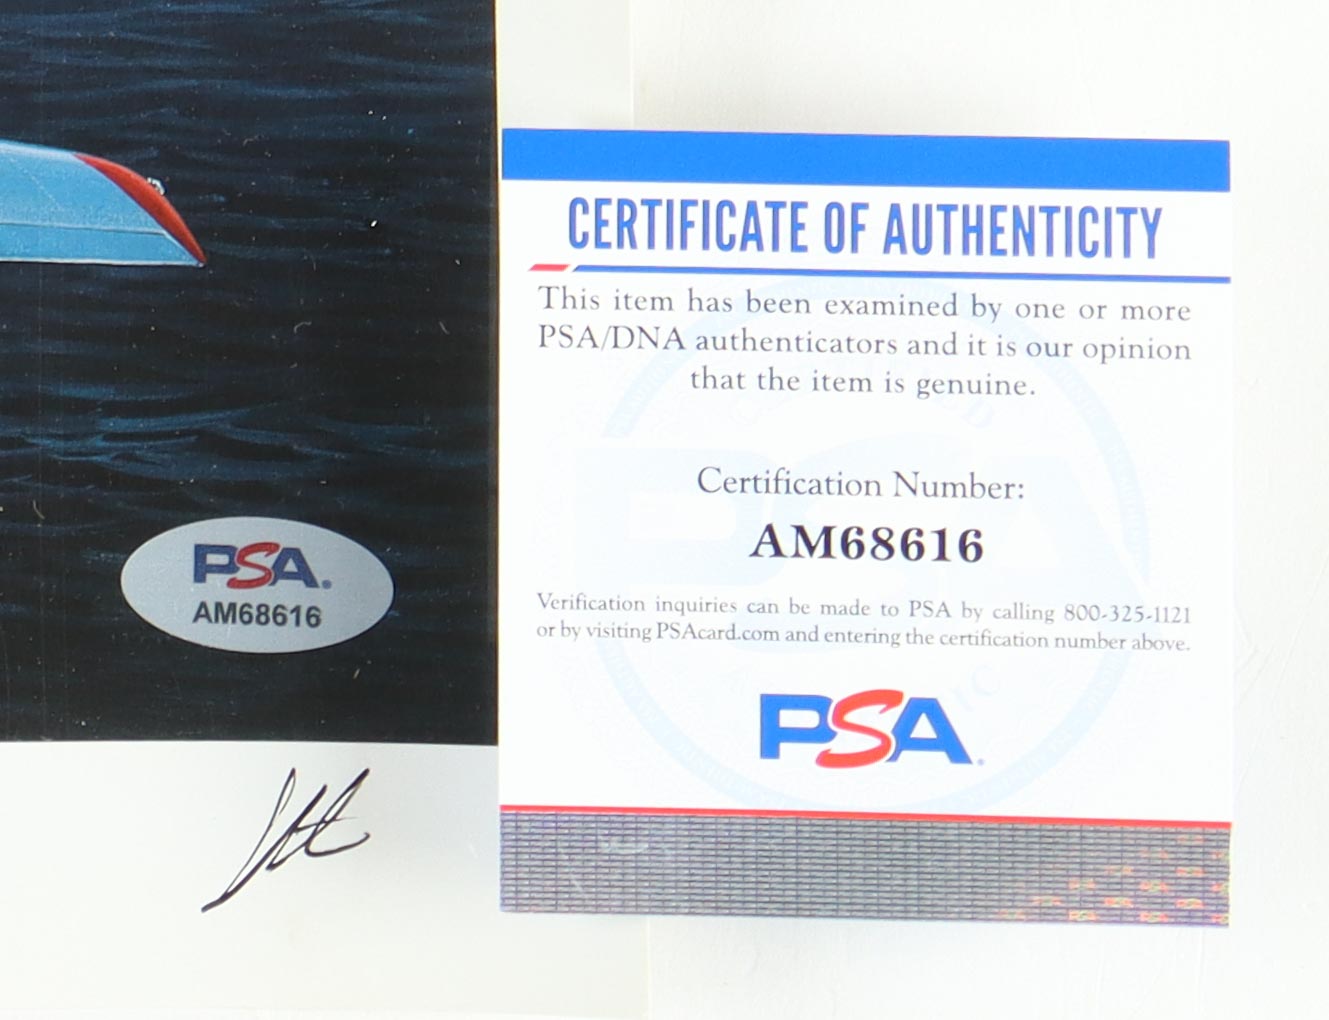 CERTIFICATE OF AUTHENTICITY
This item has been examined by one or more
PSA/DNA authenticators and it is our opinion
that the item is genuine.
Certification Number:
AM68616
Verification inquiries can be made to PSA by calling 800-325-1121
or by visiting PSAcard.com and entering the certification number above.
PSA.
PSA.
AM68616